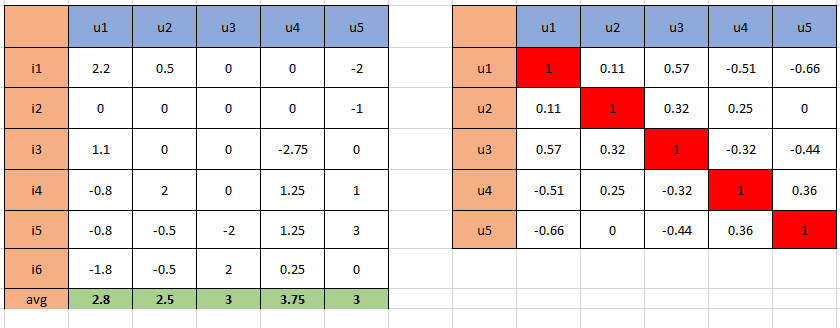 u1 u2 u3 u4 u5 u1 u2 u3 u4 u5
i1 2.2 0.5 0 0 -2 u1 1 0.11 0.57 -0.51 -0.66
i2 0 0 0 0 -1 u2 0.11 1 0.32 0.25 0
i3 1.1 0 0 -2.75 0 u3 0.57 0.32 1 -0.32 -0.44
i4 -0.8 2 0 1.25 1 u4 -0.51 0.25 -0.32 1 0.36
i5 -0.8 -0.5 -2 1.25 3 u5 -0.66 0 -0.44 0.36 1
i6 -1.8 -0.5 2 0.25 0
avg 2.8 2.5 3 3.75 3